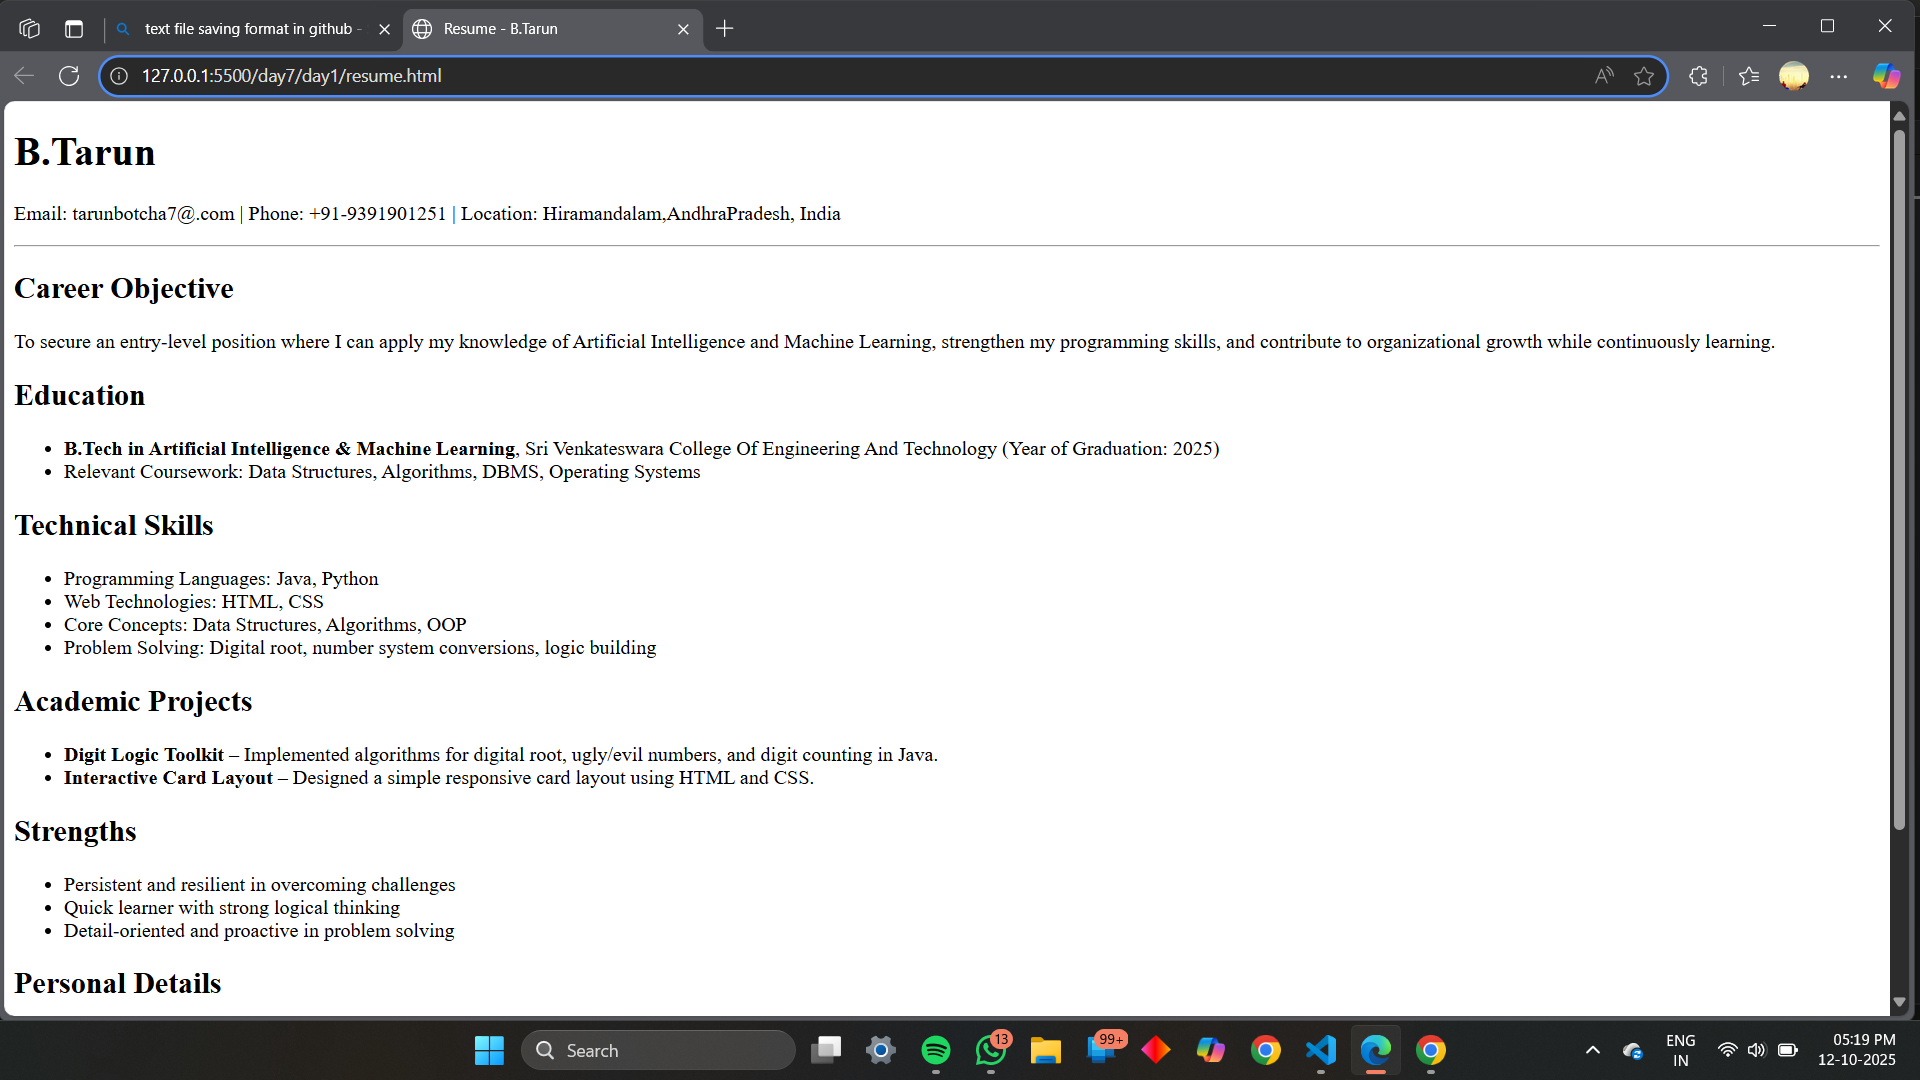 text file saving format in github -
Resume - B.Tarun
127.0.0.1:5500/day7/day1/resume.html
B.Tarun
Email: tarunbotcha7@.com | Phone: +91-9391901251 | Location: Hiramandalam,AndhraPradesh, India
Career Objective
To secure an entry-level position where I can apply my knowledge of Artificial Intelligence and Machine Learning, strengthen my programming skills, and contribute to organizational growth while continuously learning.
Education
• B.Tech in Artificial Intelligence & Machine Learning, Sri Venkateswara College Of Engineering And Technology (Year of Graduation: 2025)
• Relevant Coursework: Data Structures, Algorithms, DBMS, Operating Systems
Technical Skills
• Programming Languages: Java, Python
• Web Technologies: HTML, CSS
• Core Concepts: Data Structures, Algorithms, OOP
• Problem Solving: Digital root, number system conversions, logic building
Academic Projects
• Digit Logic Toolkit – Implemented algorithms for digital root, ugly/evil numbers, and digit counting in Java.
• Interactive Card Layout – Designed a simple responsive card layout using HTML and CSS.
Strengths
• Persistent and resilient in overcoming challenges
• Quick learner with strong logical thinking
• Detail-oriented and proactive in problem solving
Personal Details
Search
13
99+
ENG
IN
05:19 PM
12-10-2025